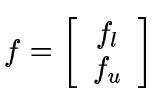 f = [ f_l
f_u ]